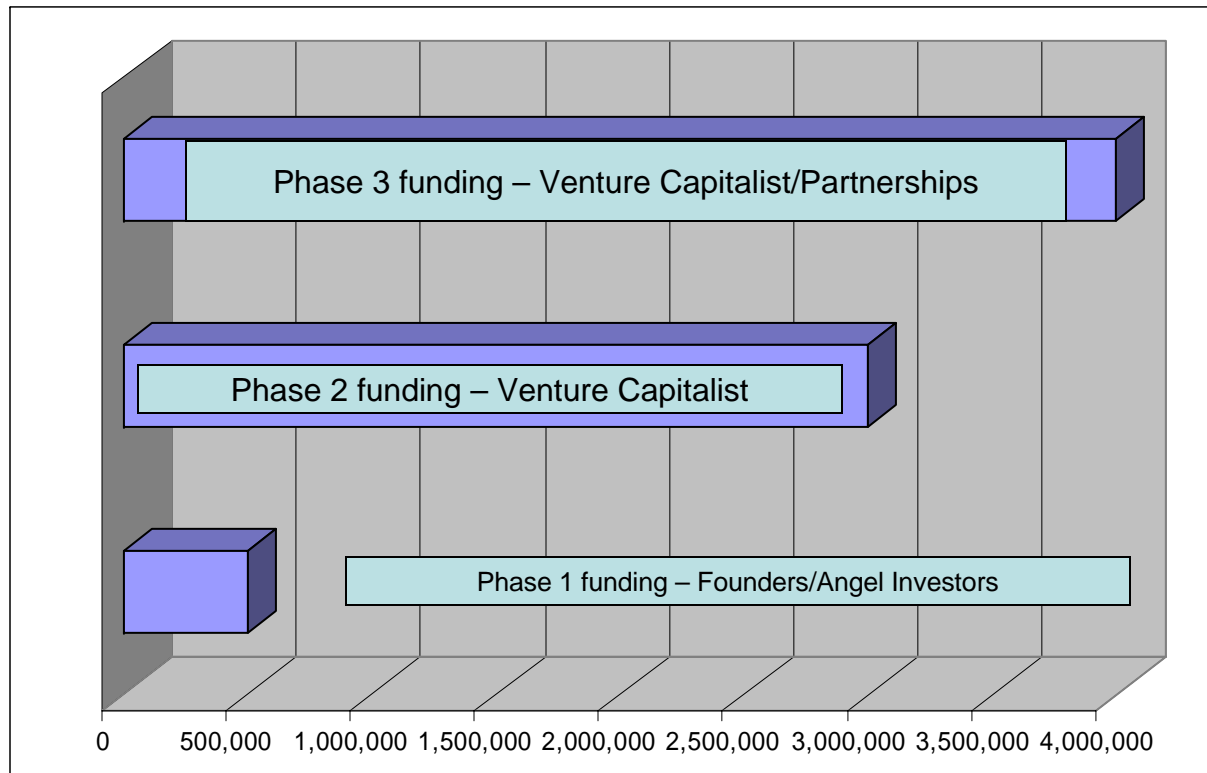 Phase 3 funding – Venture Capitalist/Partnerships
Phase 2 funding – Venture Capitalist
Phase 1 funding – Founders/Angel Investors
0 500,000 1,000,000 1,500,000 2,000,000 2,500,000 3,000,000 3,500,000 4,000,000